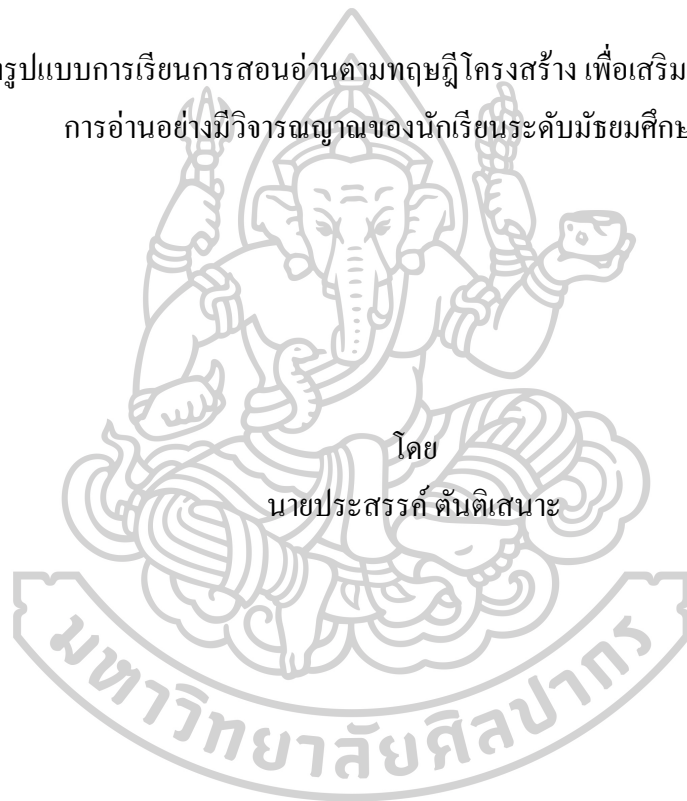 รูปแบบการเรียนการสอนอ่านตามทฤษฎีโครงสร้าง เพื่อเสริม
การอ่านอย่างมีวิจารณญาณของนักเรียนระดับมัธยมศึกษ
โดย
นายประสรรค์ ตันติเสนาะ
มหาวิทยาลัยศิลปากร